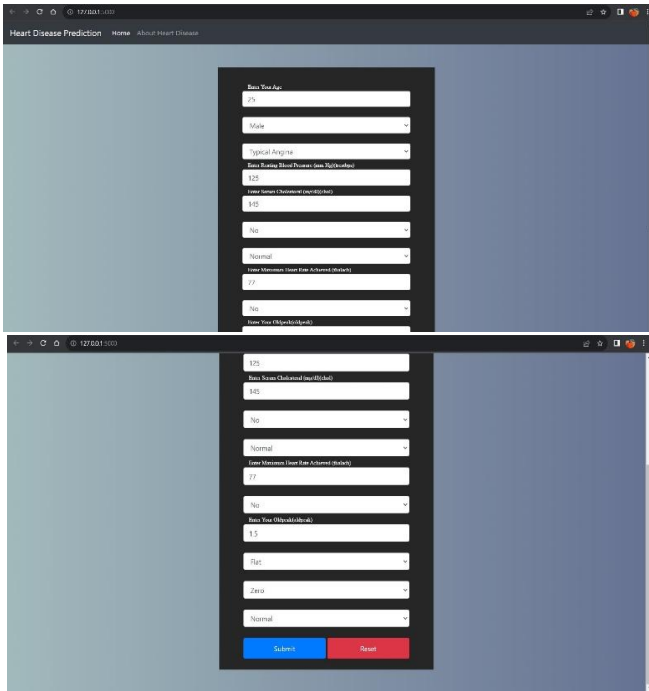 127.0.0.1:5000
Heart Disease Prediction Home About Heart Disease
Enter Your Age
25
Male
Typical Angina
Enter Resting Blood Pressure (mm Hg)(trestbps)
125
Enter Serum Cholesterol (mg/dl)(chol)
145
No
Normal
Enter Maximum Heart Rate Achieved (thalach)
77
No
Enter Your Oldpeak(oldpeak)
127.0.0.1:5000
125
Enter Serum Cholesterol (mg/dl)(chol)
145
No
Normal
Enter Maximum Heart Rate Achieved (thalach)
77
No
Enter Your Oldpeak(oldpeak)
1.5
Flat
Zero
Normal
Submit Reset